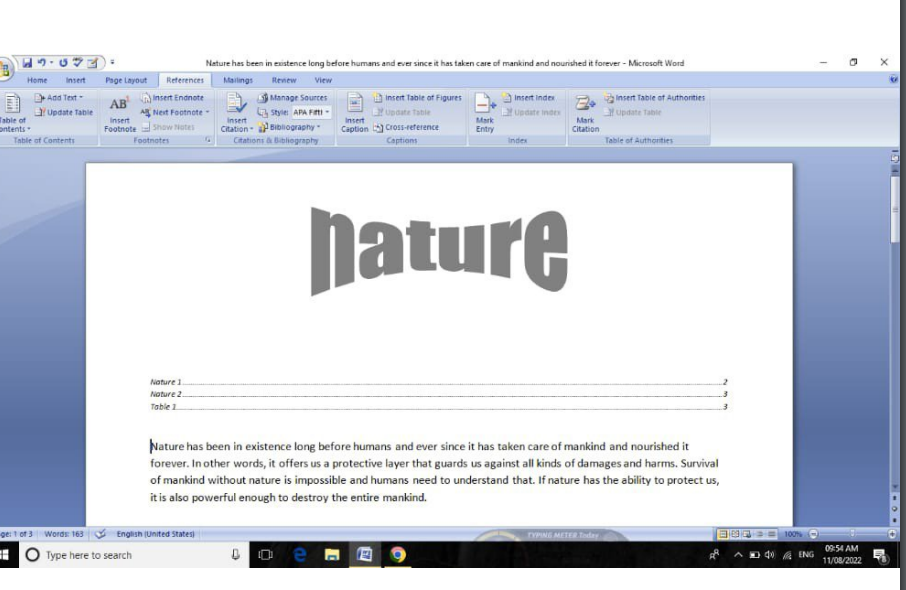 Nature has been in existence long before humans and ever since it has taken care of mankind and nourished it forever - Microsoft Word
Home Insert Page Layout References Mailings Review View
Add Text
Update Table
Table of Contents
AB
Insert Footnote
Insert Endnote
AB Next Footnote
Show Notes
Footnotes
Insert Citation
Manage Sources
Style: APA Fift
Bibliography
Citations & Bibliography
Insert Caption
Insert Table of Figures
Update Table
Cross-reference
Captions
Mark Entry
Insert Index
Update Index
Index
Mark Citation
Insert Table of Authorities
Update Table
Table of Authorities
nature
Nature 1 2
Nature 2 3
Table 1 3
Nature has been in existence long before humans and ever since it has taken care of mankind and nourished it
forever. In other words, it offers us a protective layer that guards us against all kinds of damages and harms. Survival
of mankind without nature is impossible and humans need to understand that. If nature has the ability to protect us,
it is also powerful enough to destroy the entire mankind.
1 of 3 Words: 163 English (United States) TYPING METER Today 100%
Type here to search ENG 09:54 AM
11/08/2022